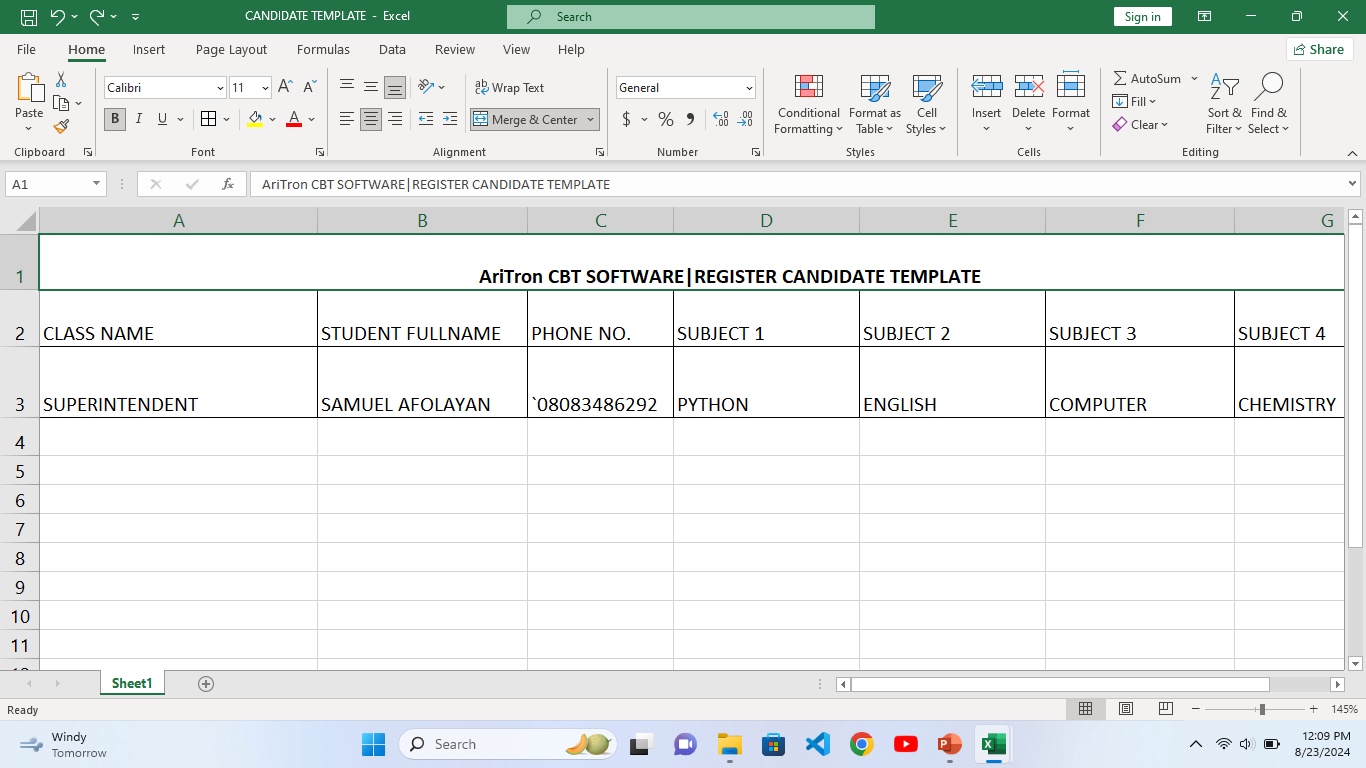 CANDIDATE TEMPLATE - Excel
Search
Sign in
File Home Insert Page Layout Formulas Data Review View Help
Share
Paste
Clipboard
Calibri 11
B I U A
Font
ab Wrap Text
Merge & Center
Alignment
General
$ % 9
Number
Conditional Formatting
Format as Table
Cell Styles
Styles
Insert Delete Format
Cells
AutoSum
Fill
Clear
Sort & Filter
Find & Select
Editing
A1 fx AriTron CBT SOFTWARE|REGISTER CANDIDATE TEMPLATE
A B C D E F G
1 AriTron CBT SOFTWARE|REGISTER CANDIDATE TEMPLATE
2 CLASS NAME STUDENT FULLNAME PHONE NO. SUBJECT 1 SUBJECT 2 SUBJECT 3 SUBJECT 4
3 SUPERINTENDENT SAMUEL AFOLAYAN `08083486292 PYTHON ENGLISH COMPUTER CHEMISTRY
4
5
6
7
8
9
10
11
Sheet1
Ready 145%
Windy
Tomorrow
Search
12:09 PM
8/23/2024